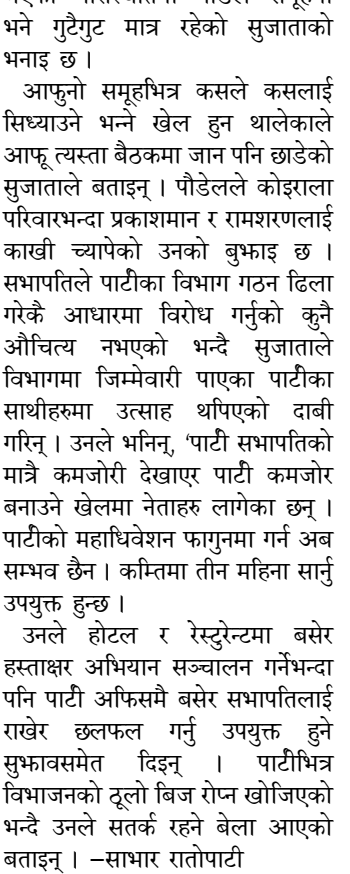 भने गुटैगुट मात्र रहेको सुजाताको
भनाइ छ ।
आफुनो समूहभित्र कसले कसलाई
सिध्याउने भन्ने खेल हुन थालेकाले
आफू त्यस्ता बैठकमा जान पनि छाडेको
सुजाताले बताइन् । पौडेलले कोइराला
परिवारभन्दा प्रकाशमान र रामशरणलाई
काखी च्यापेको उनको बुझाइ छ ।
सभापतिले पार्टीका विभाग गठन ढिला
गरेकै आधारमा विरोध गर्नुको कुनै
औचित्य नभएको भन्दै सुजाताले
विभागमा जिम्मेवारी पाएका पार्टीका
साथीहरुमा उत्साह थपिएको दाबी
गरिन् । उनले भनिन्, ‘पार्टी सभापतिको
मात्रै कमजोरी देखाएर पार्टी कमजोर
बनाउने खेलमा नेताहरु लागेका छन् ।
पार्टीको महाधिवेशन फागुनमा गर्न अब
सम्भव छैन । कम्तिमा तीन महिना सार्नु
उपयुक्त हुन्छ ।
उनले होटल र रेस्टुरेन्टमा बसेर
हस्ताक्षर अभियान सञ्चालन गर्नेभन्दा
पनि पार्टी अफिसमै बसेर सभापतिलाई
राखेर छलफल गर्नु उपयुक्त हुने
सुझावसमेत दिइन् । पार्टीभित्र
विभाजनको ठूलो बिज रोप्न खोजिएको
भन्दै उनले सतर्क रहने बेला आएको
बताइन् । –साभार रातोपाटी